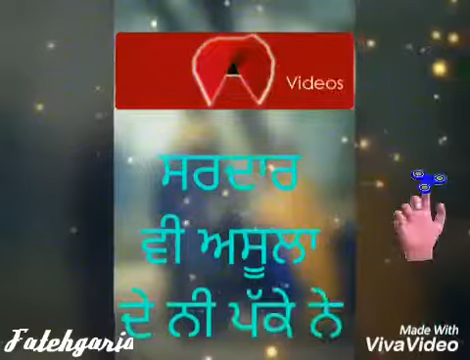 Videos
ਸਰਦਾਰ
ਵੀ ਅਸੂਲਾ
ਦੇ ਨੀ ਪੱਕੇ ਨੇ
Fatehgaria
Made With
VivaVideo